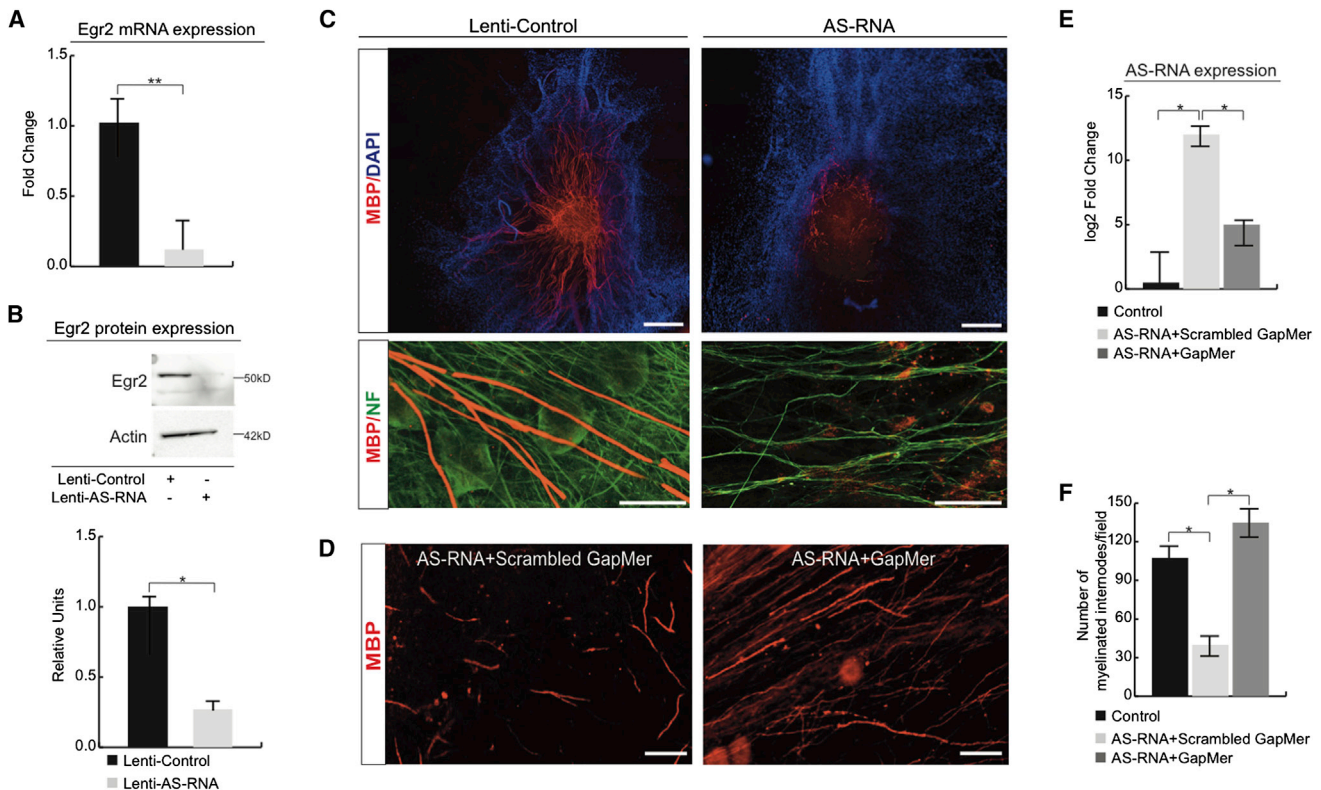 A
Egr2 mRNA expression
1.5
1.0
0.5
0.0
Fold Change
**
B
Egr2 protein expression
Egr2
50kD
Actin
42kD
Lenti-Control + -
Lenti-AS-RNA - +
1.5
1.0
0.5
0.0
Relative Units
*
Lenti-Control
Lenti-AS-RNA
C
Lenti-Control
AS-RNA
MBP/DAPI
MBP/NF
D
AS-RNA+Scrambled GapMer
AS-RNA+GapMer
MBP
E
AS-RNA expression
15
10
5
0
log2 Fold Change
* *
Control
AS-RNA+Scrambled GapMer
AS-RNA+GapMer
F
150
120
90
60
30
0
Number of
myelinated internodes/field
*
*
Control
AS-RNA+Scrambled GapMer
AS-RNA+GapMer